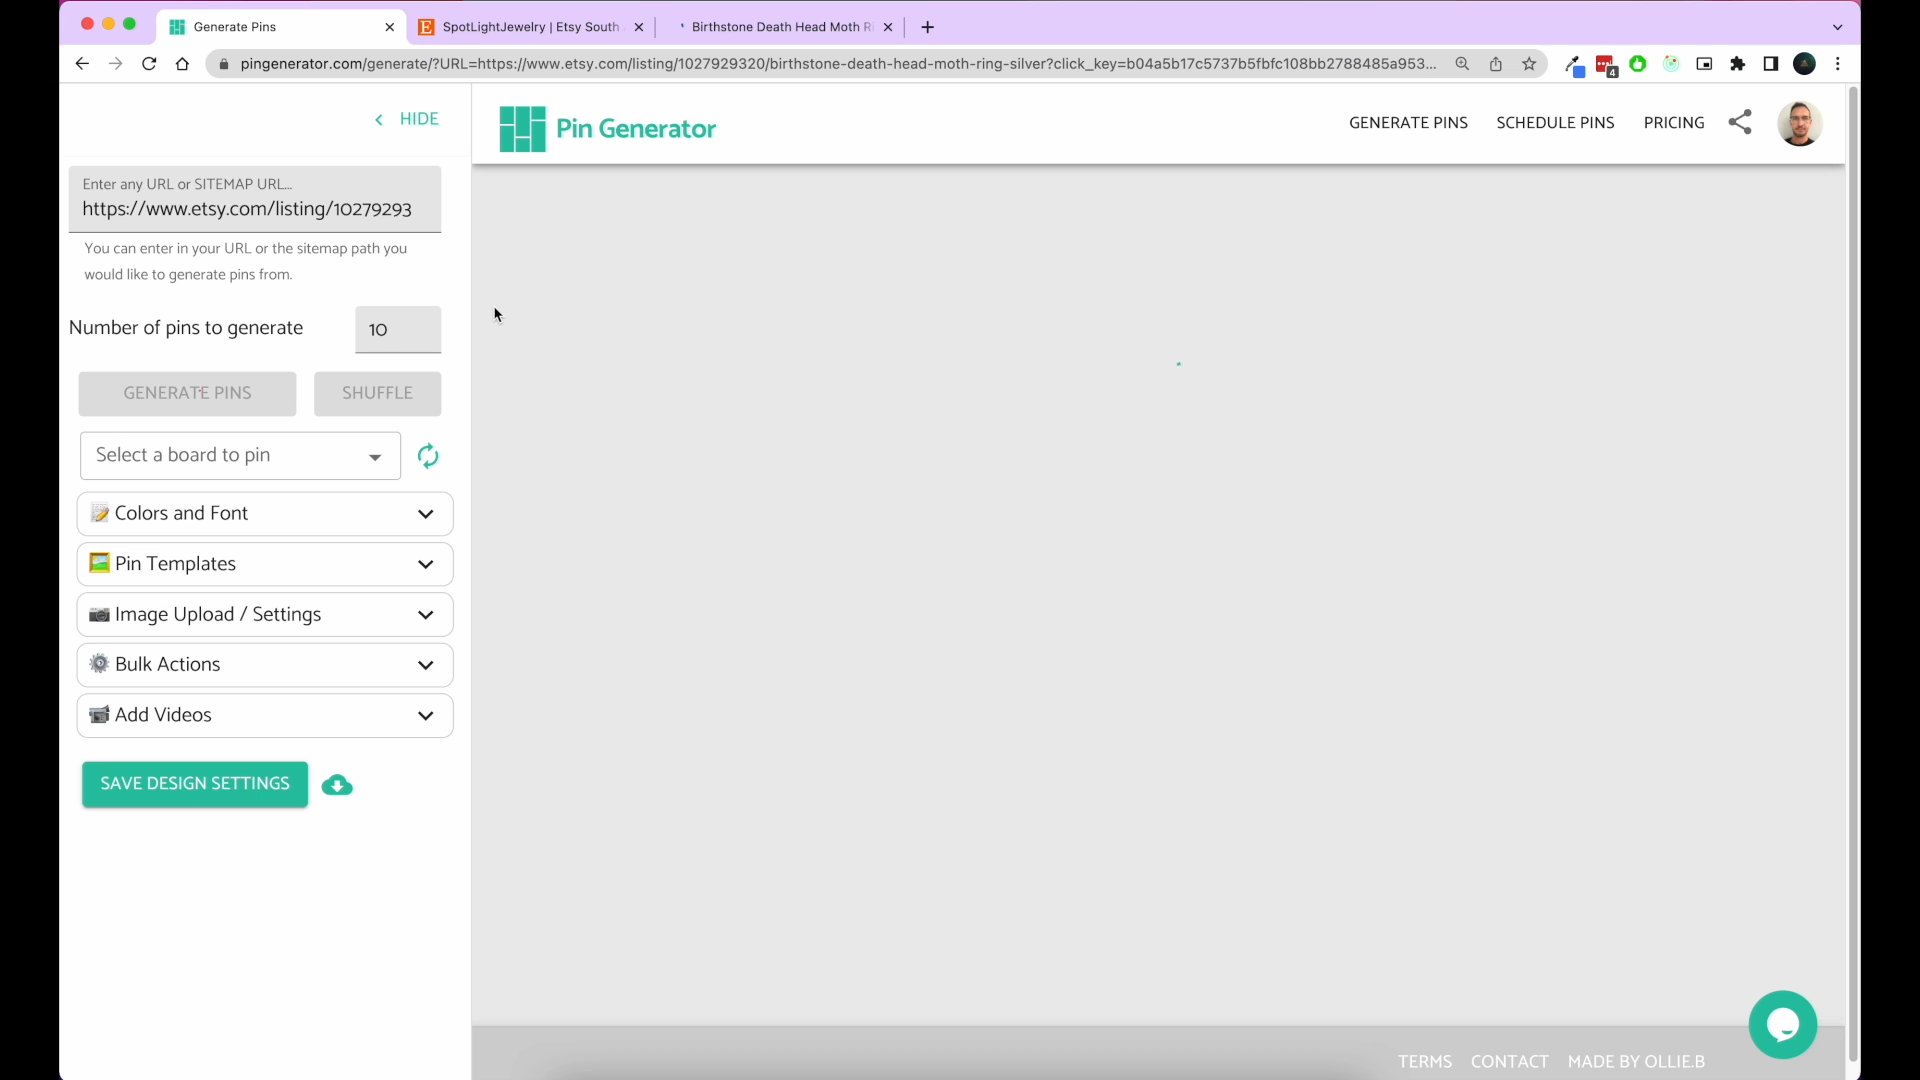 Generate Pins
SpotLightJewelry | Etsy South
Birthstone Death Head Moth Ri
pingenerator.com/generate/?URL=https://www.etsy.com/listing/1027929320/birthstone-death-head-moth-ring-silver?click_key=b04a5b17c5737b5fbfc108bb2788485a953...
4
HIDE
Pin Generator
GENERATE PINS
SCHEDULE PINS
PRICING
Enter any URL or SITEMAP URL...
https://www.etsy.com/listing/10279293
You can enter in your URL or the sitemap path you
would like to generate pins from.
Number of pins to generate
10
GENERATE PINS
SHUFFLE
Select a board to pin
Colors and Font
Pin Templates
Image Upload / Settings
Bulk Actions
Add Videos
SAVE DESIGN SETTINGS
TERMS
CONTACT
MADE BY OLLIE.B